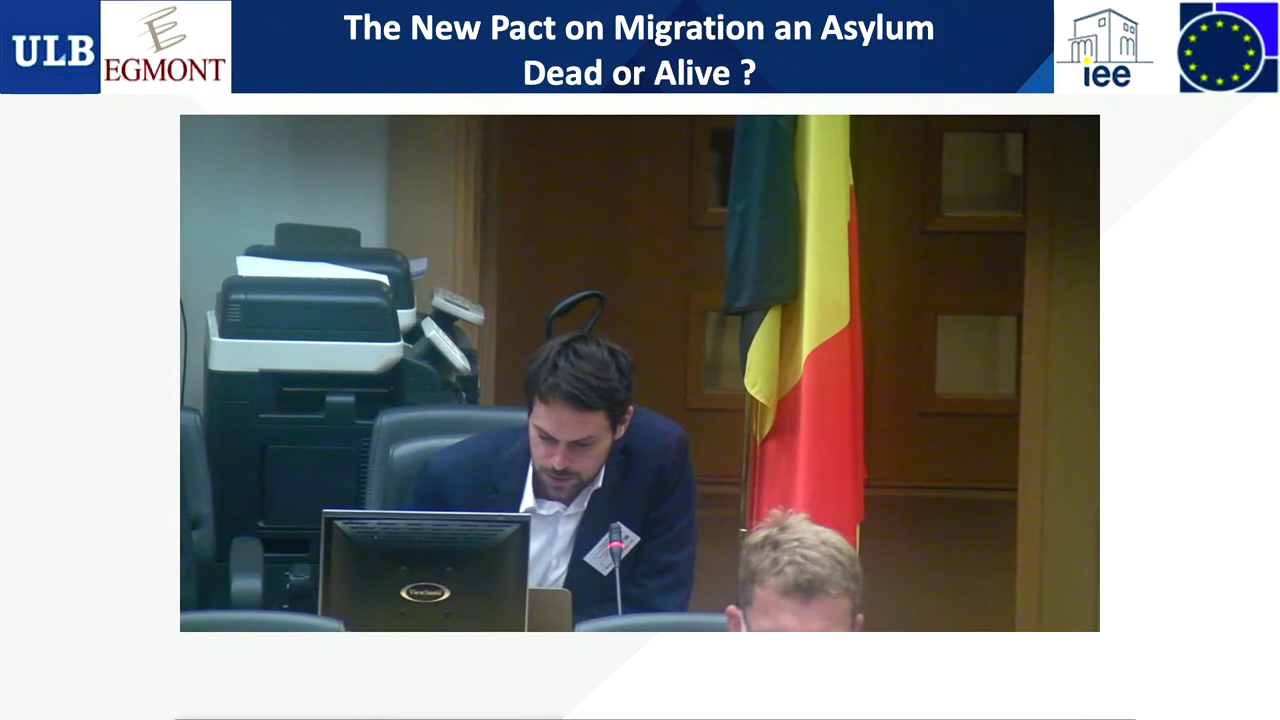 The New Pact on Migration an Asylum
Dead or Alive ?
ULB
EGMONT
iee
ViewSonic